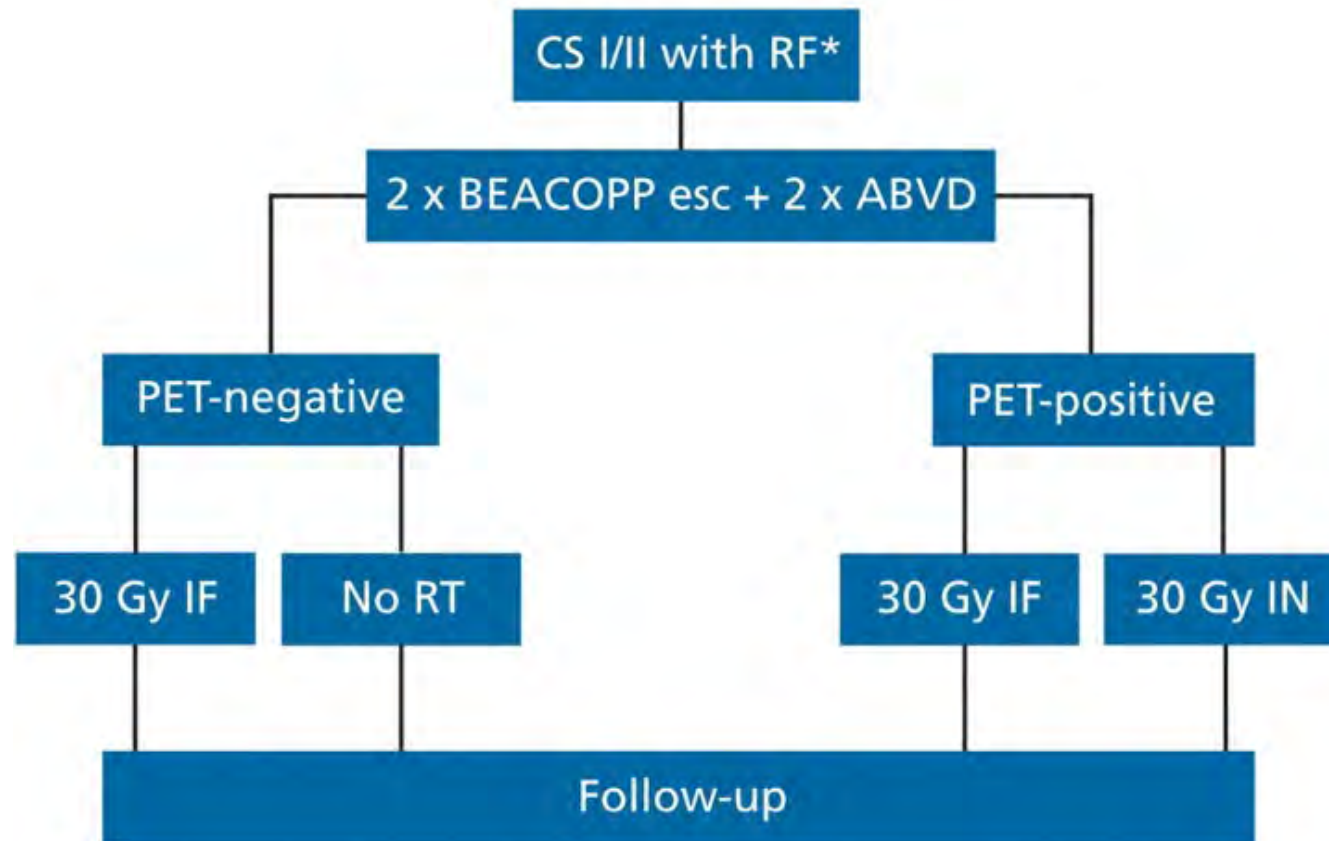 CS I/II with RF*
2 x BEACOPP esc + 2 x ABVD
PET-negative
PET-positive
30 Gy IF
No RT
30 Gy IF
30 Gy IN
Follow-up